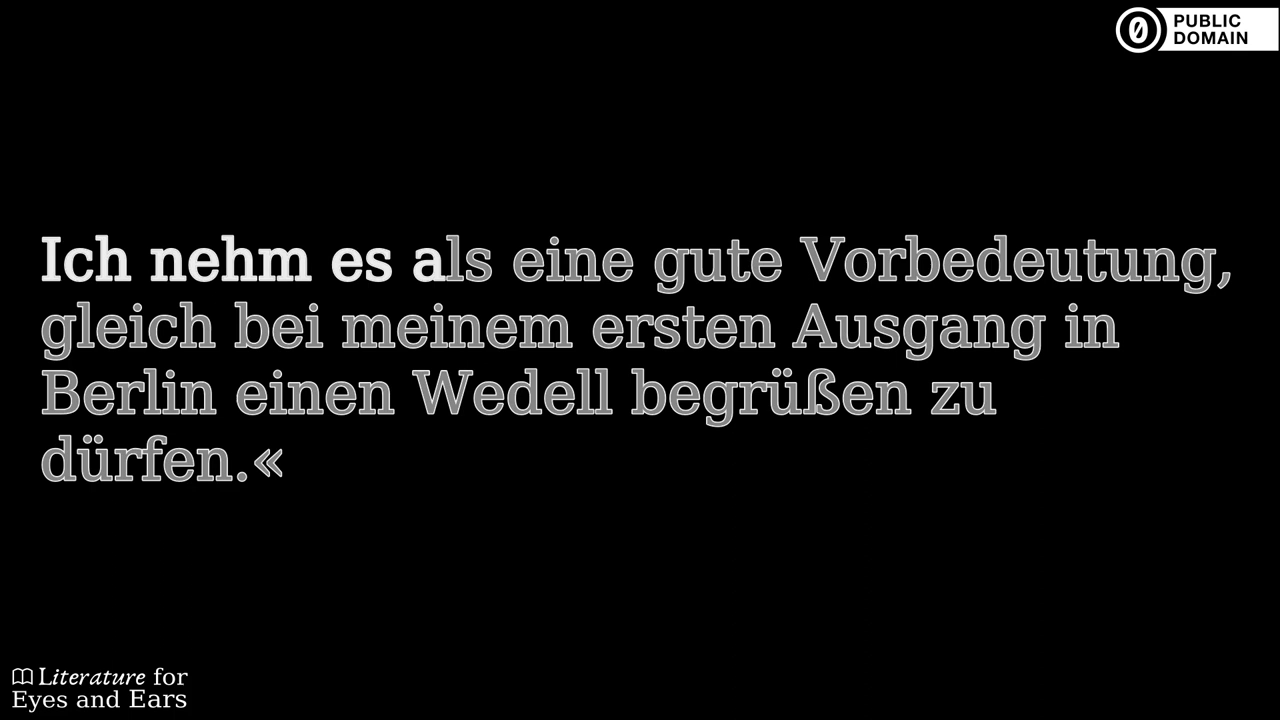 PUBLIC
DOMAIN
Ich nehm es als eine gute Vorbedeutung,
gleich bei meinem ersten Ausgang in
Berlin einen Wedell begrüßen zu
dürfen.«
Literature for
Eyes and Ears